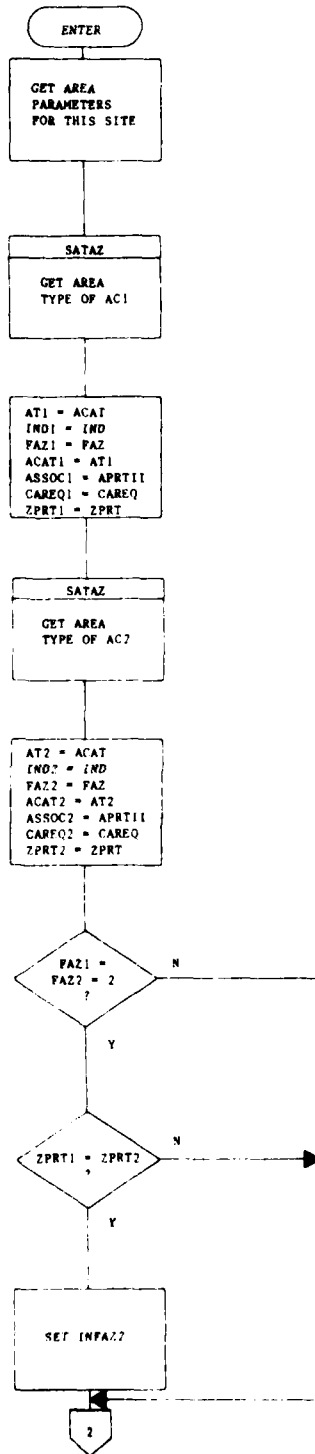 ENTER
GET AREA
PARAMETERS
FOR THIS SITE
SATAZ
GET AREA
TYPE OF AC1
AT1 = ACAT
IND1 = IND
FAZ1 = FAZ
ACAT1 = AT1
ASSOC1 = APRTII
CAREQ1 = CAREQ
ZPRT1 = ZPRT
SATAZ
GET AREA
TYPE OF AC2
AT2 = ACAT
IND2 = IND
FAZ2 = FAZ
ACAT2 = AT2
ASSOC2 = APRTII
CAREQ2 = CAREQ
ZPRT2 = ZPRT
FAZ1 =
FAZ2 = 2
?
N
Y
ZPRT1 = ZPRT2
?
N
Y
SET INFAZ2
2